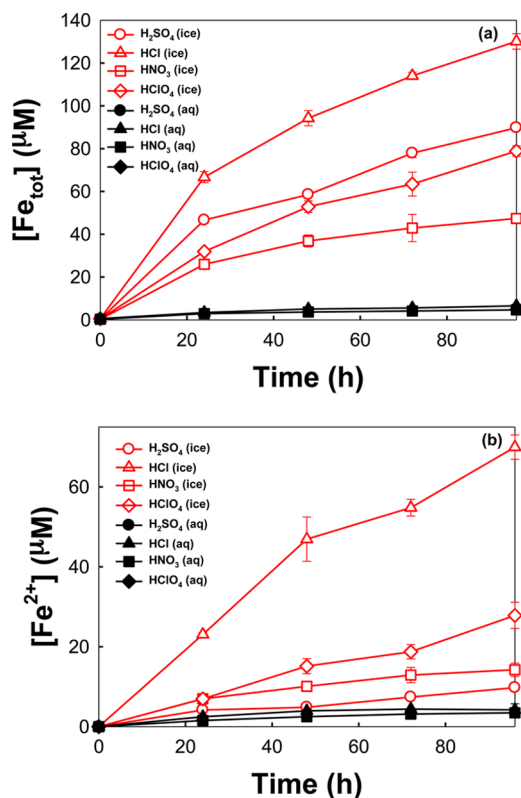 (a)
H₂SO₄ (ice)
HCl (ice)
HNO₃ (ice)
HClO₄ (ice)
H₂SO₄ (aq)
HCl (aq)
HNO₃ (aq)
HClO₄ (aq)
[Fe_tot] (μM)
140
120
100
80
60
40
20
0
0 20 40 60 80
Time (h)
(b)
H₂SO₄ (ice)
HCl (ice)
HNO₃ (ice)
HClO₄ (ice)
H₂SO₄ (aq)
HCl (aq)
HNO₃ (aq)
HClO₄ (aq)
[Fe²⁺] (μM)
60
40
20
0
0 20 40 60 80
Time (h)